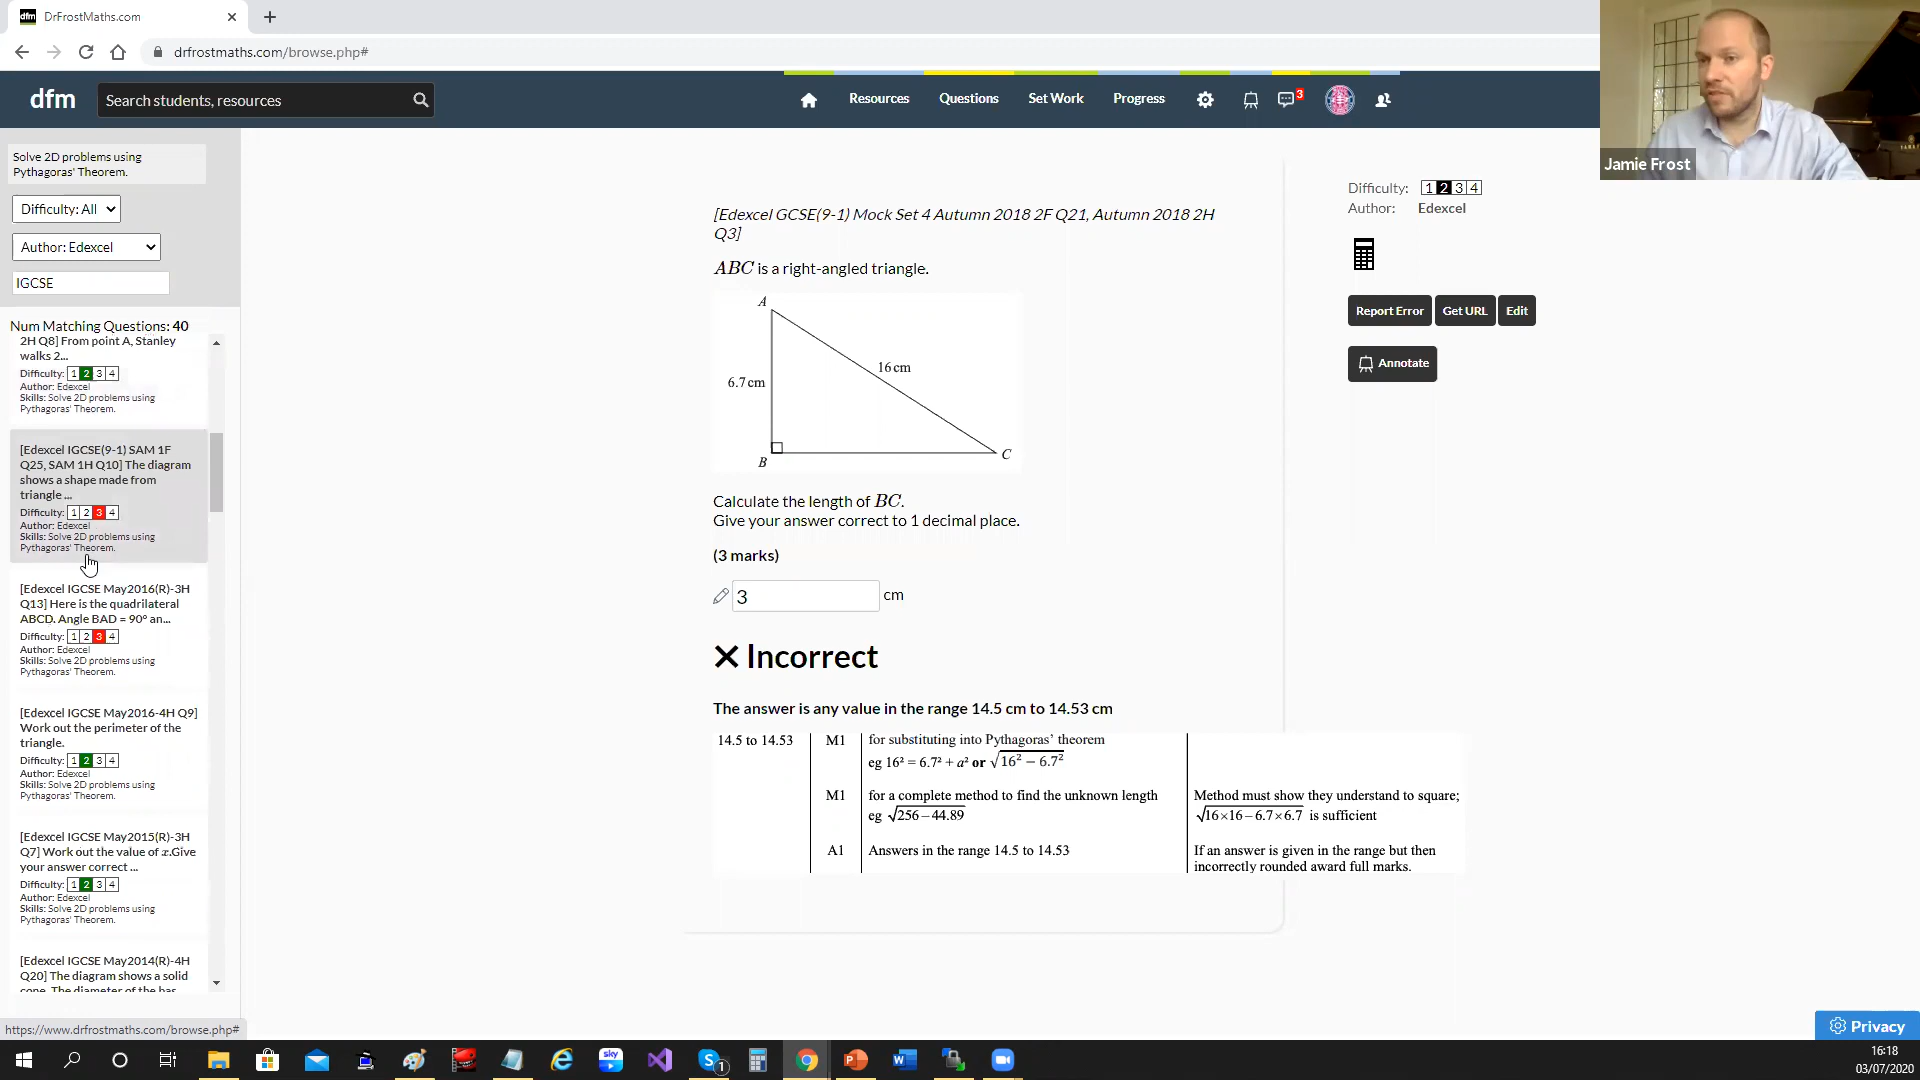 DrFrostMaths.com
drfrostmaths.com/browse.php#
dfm
Search students, resources
Resources
Questions
Set Work
Progress
3
Jamie Frost
Solve 2D problems using
Pythagoras' Theorem.
Difficulty: All
Author: Edexcel
IGCSE
Num Matching Questions: 40
2H Q8] From point A, Stanley
walks 2...
Difficulty: 1 2 3 4
Author: Edexcel
Skills: Solve 2D problems using
Pythagoras' Theorem.
[Edexcel IGCSE(9-1) SAM 1F
Q25, SAM 1H Q10] The diagram
shows a shape made from
triangle ...
Difficulty: 1 2 3 4
Author: Edexcel
Skills: Solve 2D problems using
Pythagoras' Theorem.
[Edexcel IGCSE May2016(R)-3H
Q13] Here is the quadrilateral
ABCD. Angle BAD = 90° an...
Difficulty: 1 2 3 4
Author: Edexcel
Skills: Solve 2D problems using
Pythagoras' Theorem.
[Edexcel IGCSE May2016-4H Q9]
Work out the perimeter of the
triangle.
Difficulty: 1 2 3 4
Author: Edexcel
Skills: Solve 2D problems using
Pythagoras' Theorem.
[Edexcel IGCSE May2015(R)-3H
Q7] Work out the value of x.Give
your answer correct ...
Difficulty: 1 2 3 4
Author: Edexcel
Skills: Solve 2D problems using
Pythagoras' Theorem.
[Edexcel IGCSE May2014(R)-4H
Q20] The diagram shows a solid
cone. The diameter of the bas
https://www.drfrostmaths.com/browse.php#
[Edexcel GCSE(9-1) Mock Set 4 Autumn 2018 2F Q21, Autumn 2018 2H
Q3]
ABC is a right-angled triangle.
A
16 cm
6.7 cm
B
C
Calculate the length of BC.
Give your answer correct to 1 decimal place.
(3 marks)
3 cm
Incorrect
The answer is any value in the range 14.5 cm to 14.53 cm
14.5 to 14.53 M1 for substituting into Pythagoras' theorem
eg 16² = 6.7² + a² or √16² − 6.7²
M1 for a complete method to find the unknown length Method must show they understand to square;
eg √256 – 44.89 √16×16 – 6.7×6.7 is sufficient
A1 Answers in the range 14.5 to 14.53 If an answer is given in the range but then
incorrectly rounded award full marks.
Difficulty: 1 2 3 4
Author: Edexcel
Report Error
Get URL
Edit
Annotate
Privacy
sky
1
16:18
03/07/2020